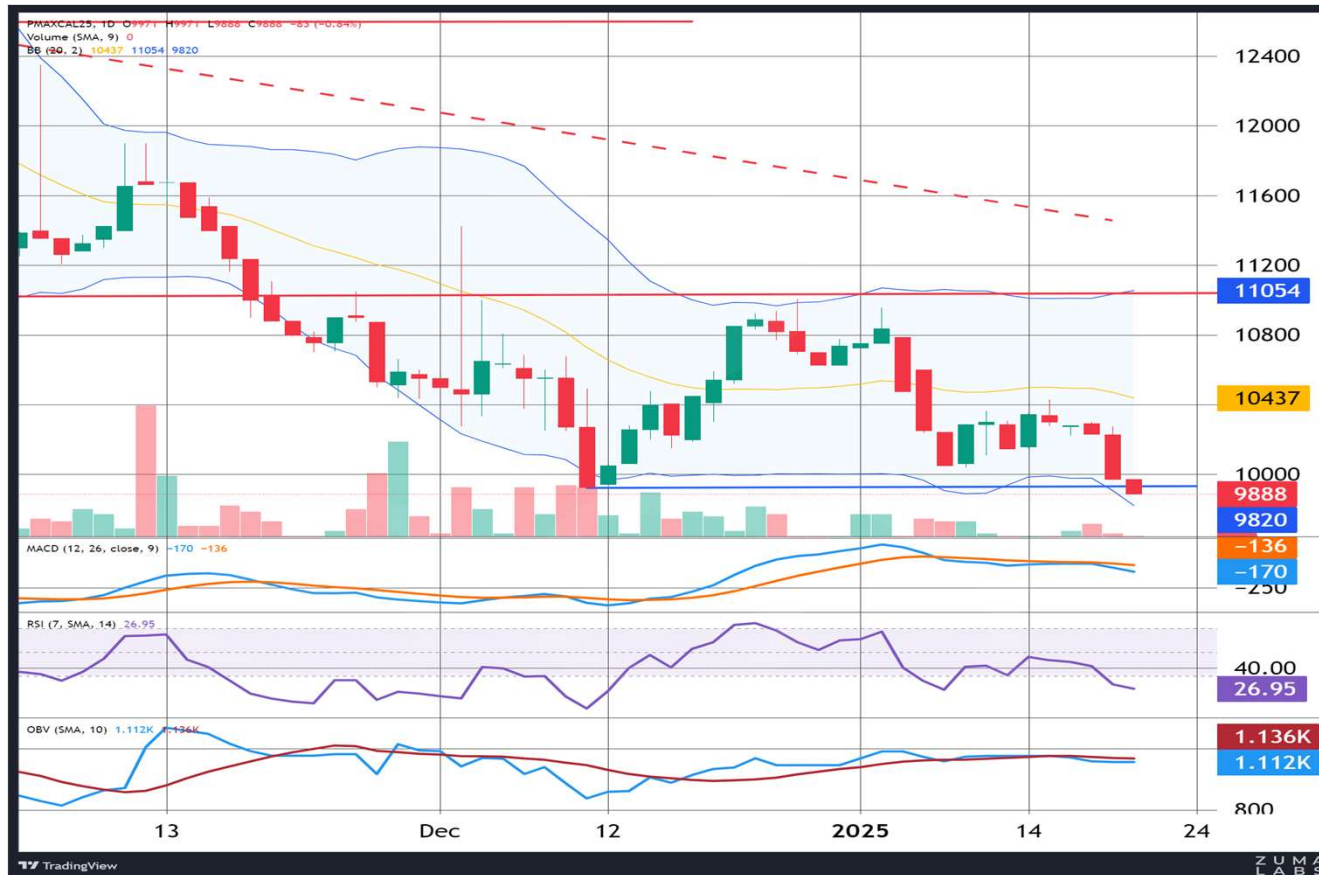 PMAXCAL25, 1D O9971 H9971 L9888 C9888 −83 (−0.84%)
Volume (SMA, 9) 0
BB (20, 2) 10437 11054 9820
12400
12000
11600
11200
11054
10800
10437
10000
9888
9820
MACD (12, 26, close, 9) −170 −136
−136
−170
−250
RSI (7, SMA, 14) 26.95
40.00
26.95
OBV (SMA, 10) 1.112K 1.136K
1.136K
1.112K
800
13 Dec 12 2025 14 24
TradingView
ZUMA
LABS